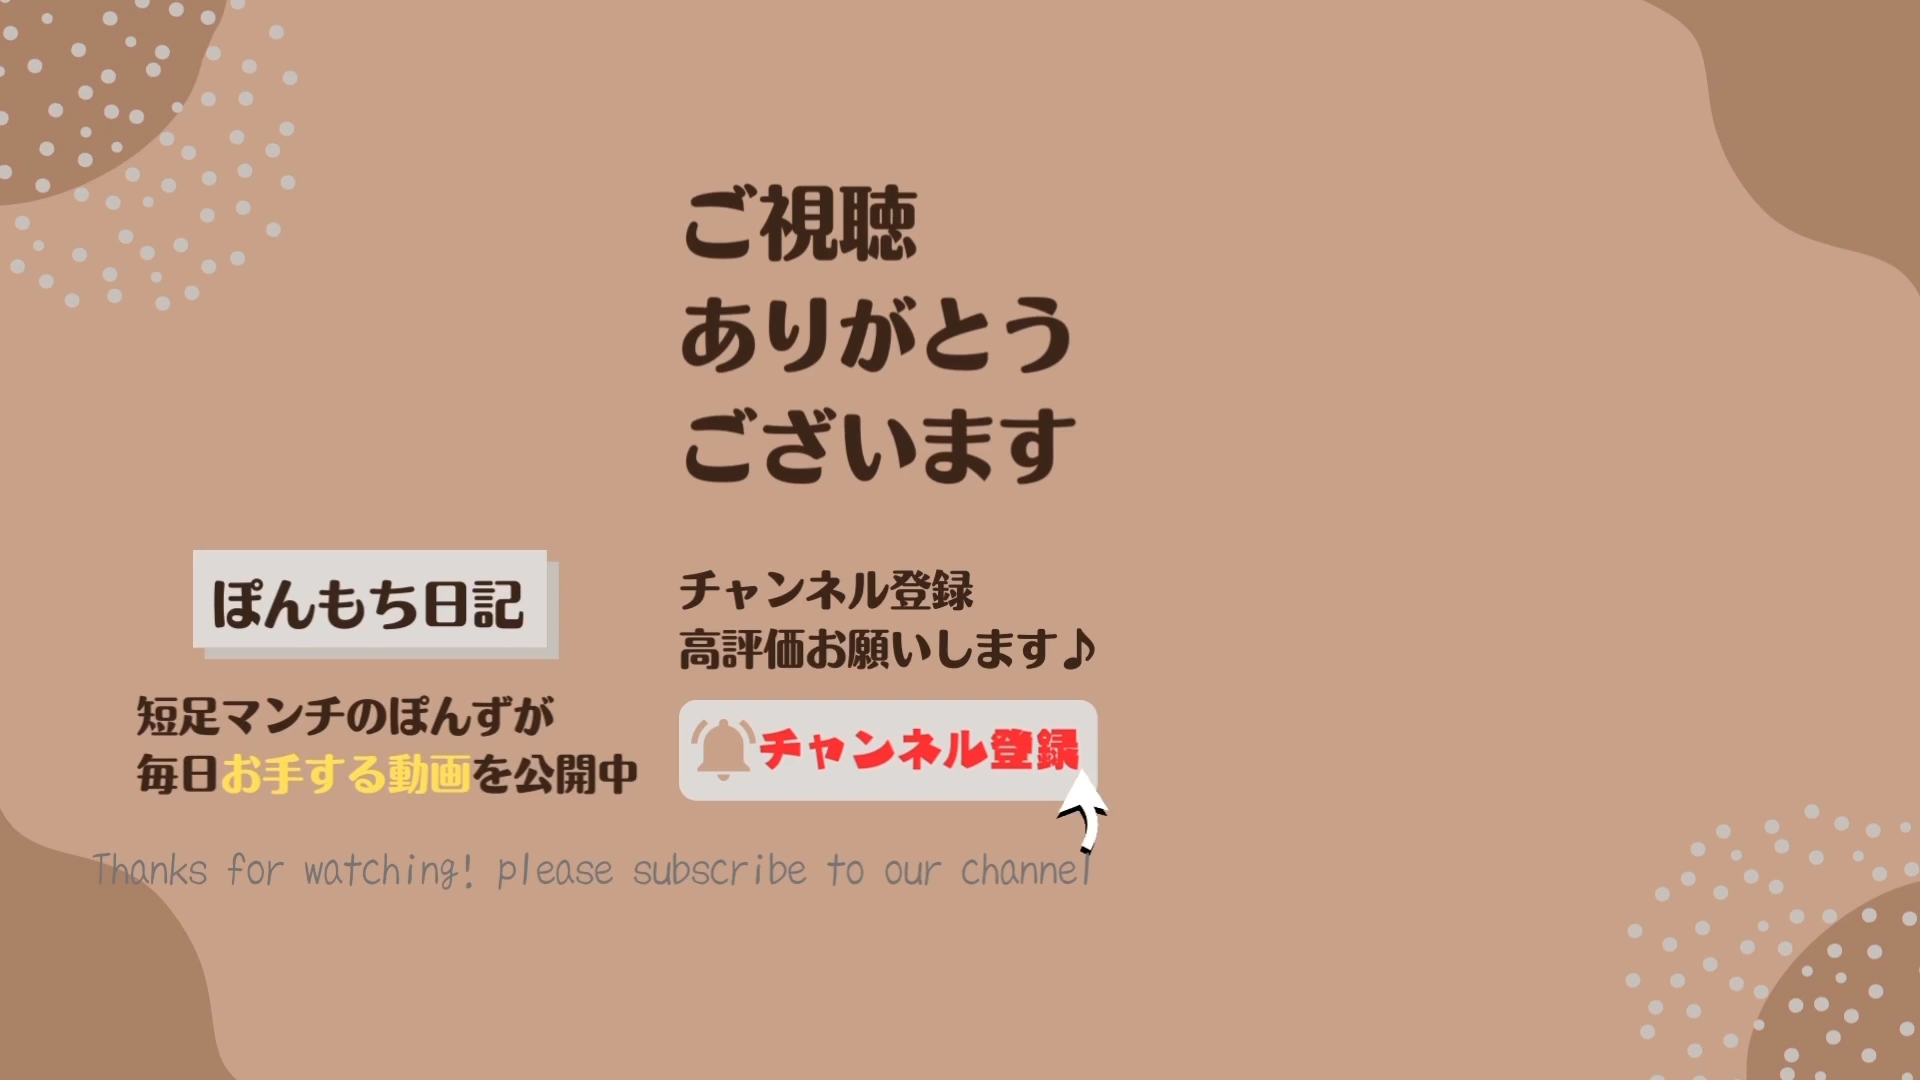 ご視聴
ありがとう
ございます
ぽんもち日記
短足マンチのぽんずが
毎日お手する動画を公開中
チャンネル登録
高評価お願いします♪
チャンネル登録
Thanks for watching! please subscribe to our channel